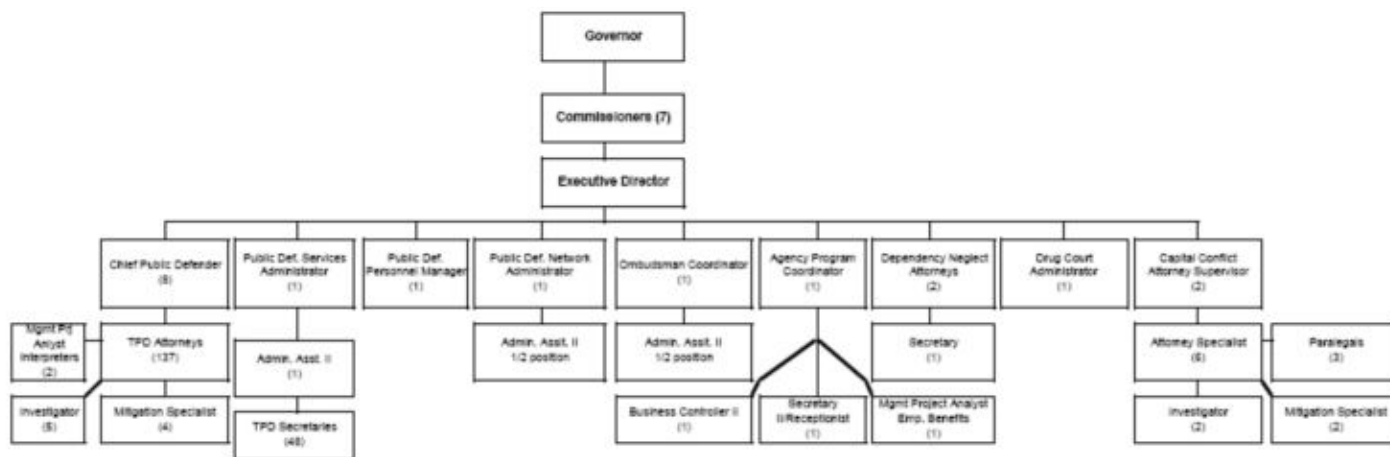 Governor
Commissioners (7)
Executive Director
Chief Public Defender
(8)
Public Def. Services
Administrator
(1)
Public Def.
Personnel Manager
(1)
Public Def. Network
Administrator
(1)
Ombudsman Coordinator
(1)
Agency Program
Coordinator
(1)
Dependency Neglect
Attorneys
(2)
Drug Court
Administrator
(1)
Capital Conflict
Attorney Supervisor
(2)
Mgmt Prj
Anlyst
Interpreters
(2)
TPD Attorneys
(137)
Admin. Asst. II
(1)
Admin. Asst. II
1/2 position
Admin. Asst. II
1/2 position
Secretary
(1)
Attorney Specialist
(6)
Paralegals
(3)
Investigator
(5)
Mitigation Specialist
(4)
TPD Secretaries
Business Controller II
(1)
Secretary
II/Receptionist
(1)
Mgmt Project Analyst
Emp. Benefits
(1)
Investigator
(2)
Mitigation Specialist
(2)